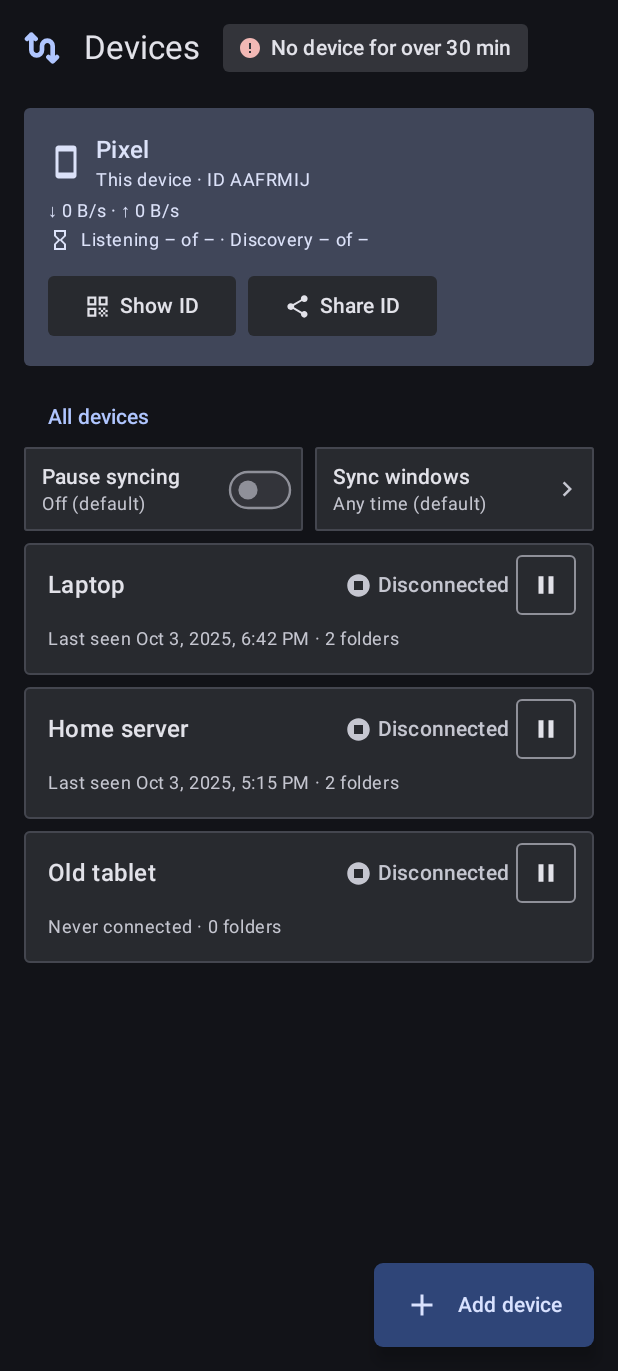 Devices
No device for over 30 min
Pixel
This device · ID AAFRMIJ
↓ 0 B/s · ↑ 0 B/s
Listening – of – · Discovery – of –
Show ID
Share ID
All devices
Pause syncing
Off (default)
Sync windows
Any time (default)
Laptop
Disconnected
Last seen Oct 3, 2025, 6:42 PM · 2 folders
Home server
Disconnected
Last seen Oct 3, 2025, 5:15 PM · 2 folders
Old tablet
Disconnected
Never connected · 0 folders
Add device